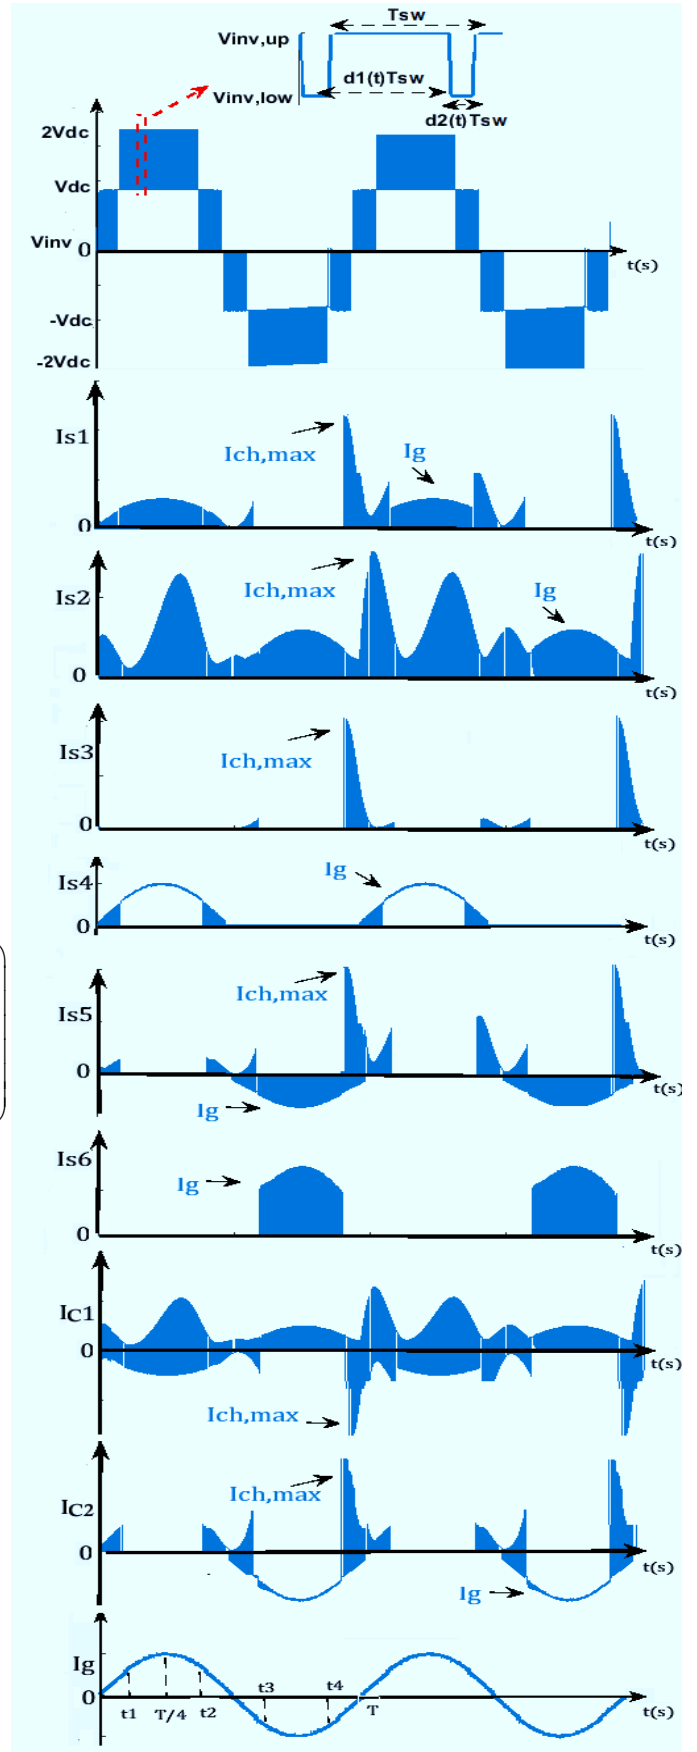 Tsw
Vinv,up
d1(t)Tsw
Vinv,low
d2(t)Tsw
2Vdc
Vdc
Vinv
0
t(s)
-Vdc
-2Vdc
Is1
Ich,max
Ig
0
t(s)
Ich,max
Is2
Ig
0
t(s)
Is3
Ich,max
0
t(s)
Is4
Ig
0
t(s)
Ich,max
Is5
0
t(s)
Ig
Is6
Ig
0
t(s)
IC1
0
t(s)
Ich,max
Ich,max
IC2
0
t(s)
Ig
Ig
t3
t4
0
t1
T/4
t2
T
t(s)